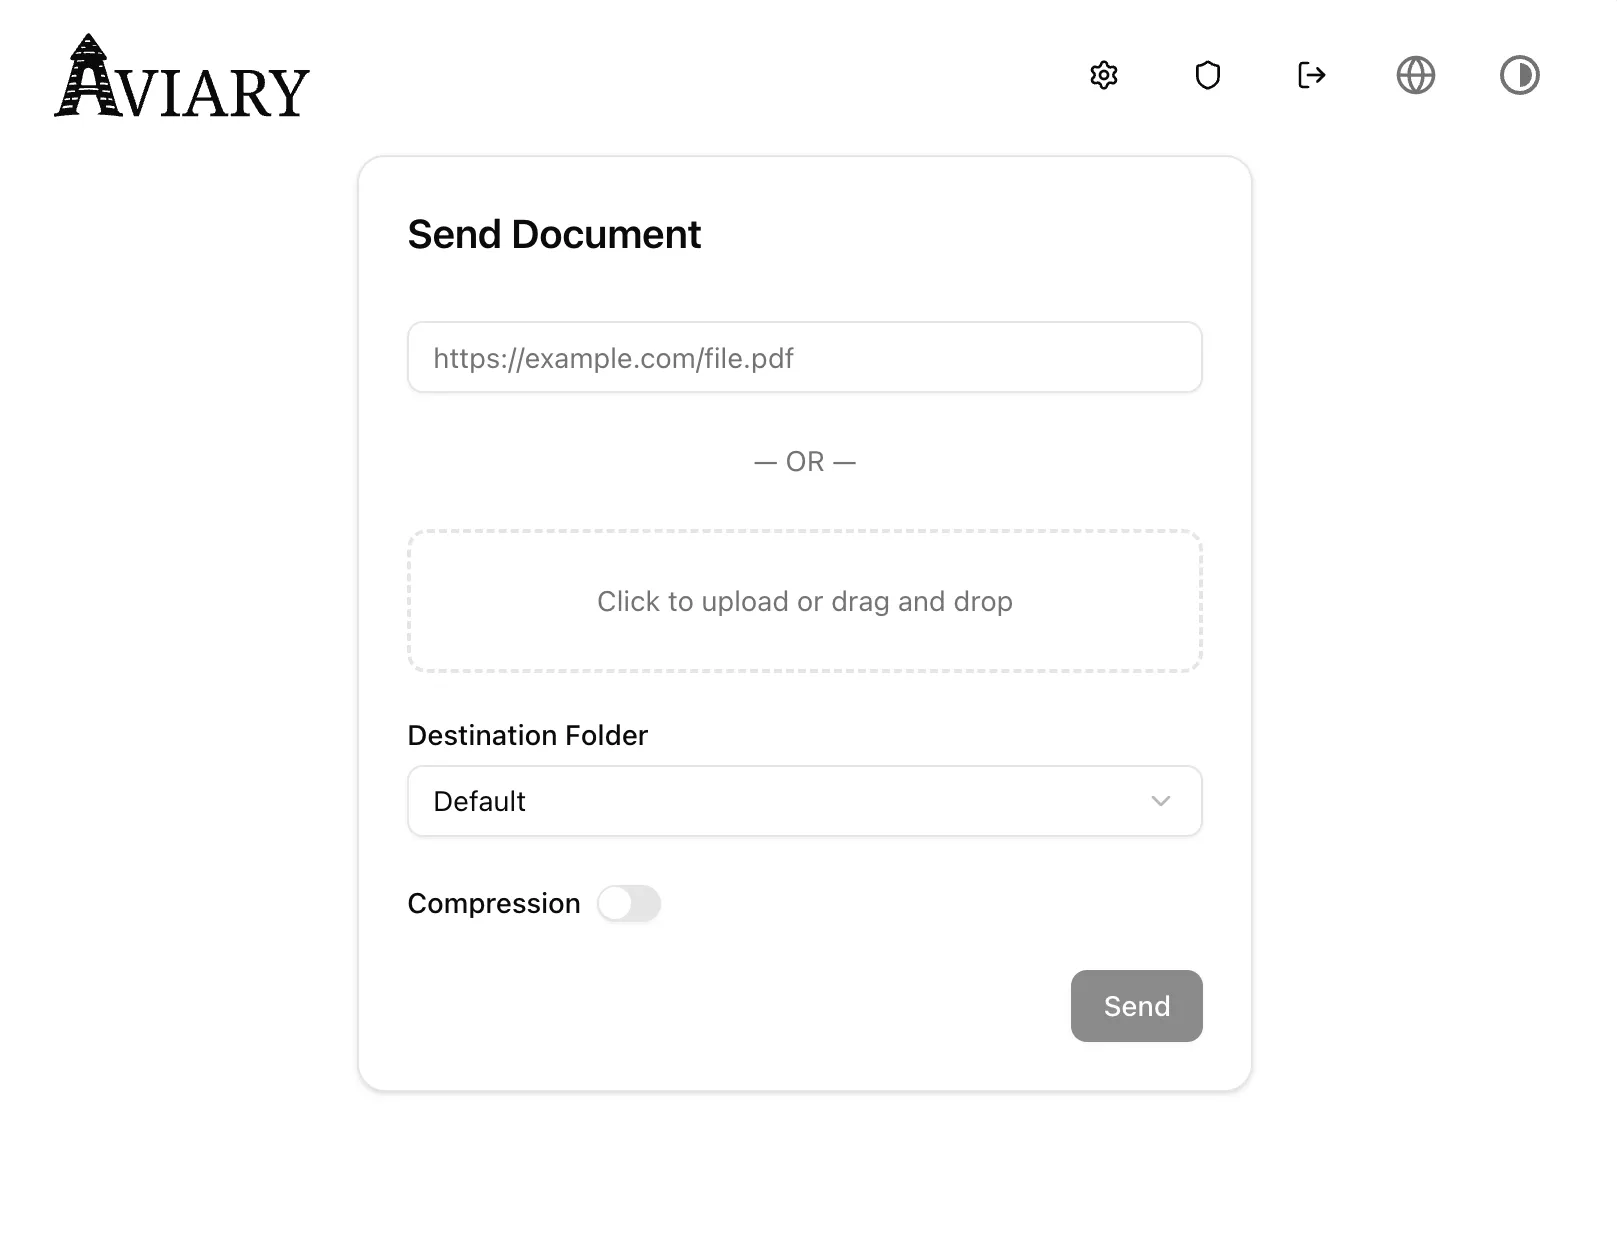 AVIARY
Send Document
https://example.com/file.pdf
— OR —
Click to upload or drag and drop
Destination Folder
Default
Compression
Send